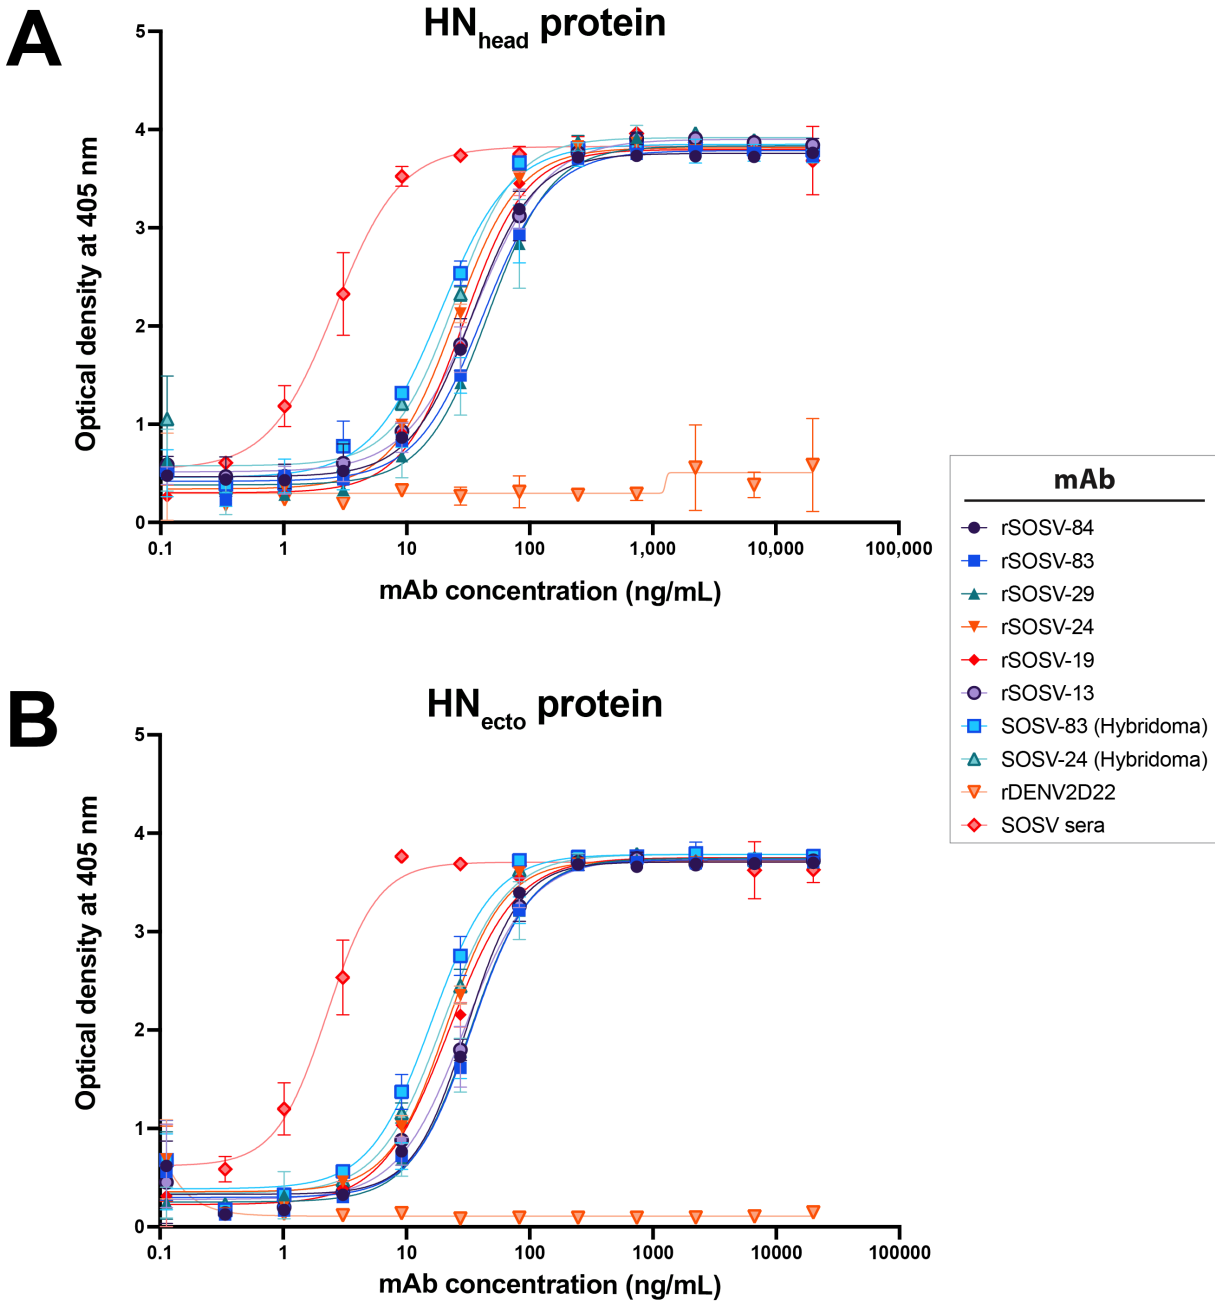 A
HNhead protein
5
4
3
2
1
0
Optical density at 405 nm
0.1 1 10 100 1,000 10,000 100,000
mAb concentration (ng/mL)
mAb
rSOSV-84
rSOSV-83
rSOSV-29
rSOSV-24
rSOSV-19
rSOSV-13
SOSV-83 (Hybridoma)
SOSV-24 (Hybridoma)
rDENV2D22
SOSV sera
B
HNecto protein
5
4
3
2
1
0
Optical density at 405 nm
0.1 1 10 100 1000 10000 100000
mAb concentration (ng/mL)